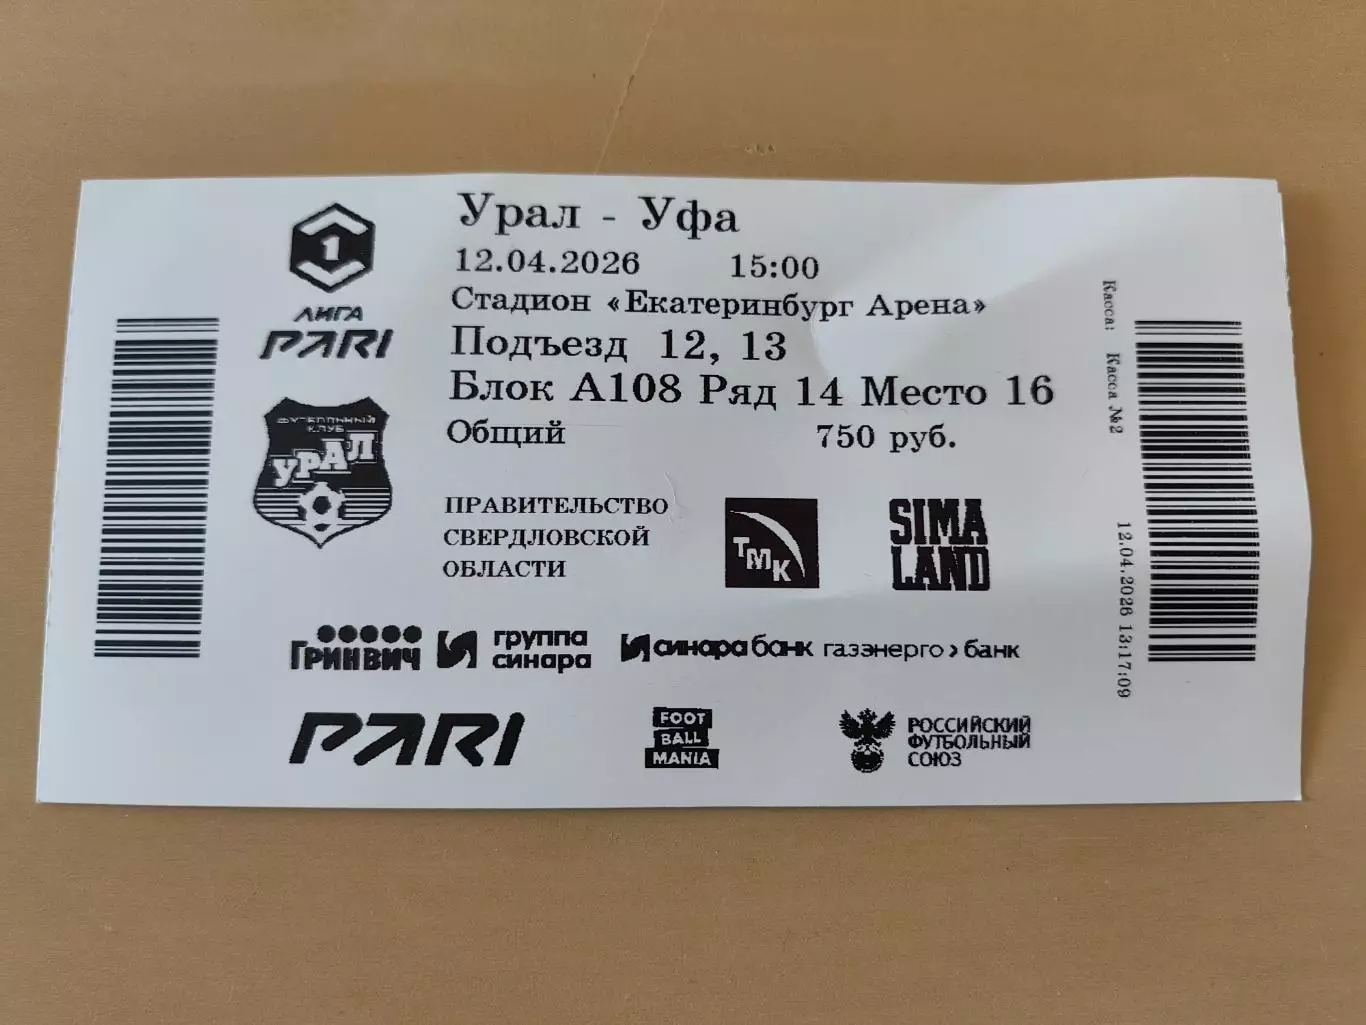 Урал - Уфа
12.04.2026 15:00
Стадион «Екатеринбург Арена»
Подъезд 12, 13
Блок А108 Ряд 14 Место 16
Общий 750 руб.
1
ЛИГА
PARI
ФУТБОЛЬНЫЙ
КЛУБ
УРАЛ
ПРАВИТЕЛЬСТВО
СВЕРДЛОВСКОЙ
ОБЛАСТИ
ТМК
SIMA
LAND
ГРИНВИЧ
группа
синара
синара банк
газэнерго банк
PARI
FOOT
BALL
MANIA
РОССИЙСКИЙ
ФУТБОЛЬНЫЙ
СОЮЗ
Касса: Касса №2
12.04.2026 13:17:09